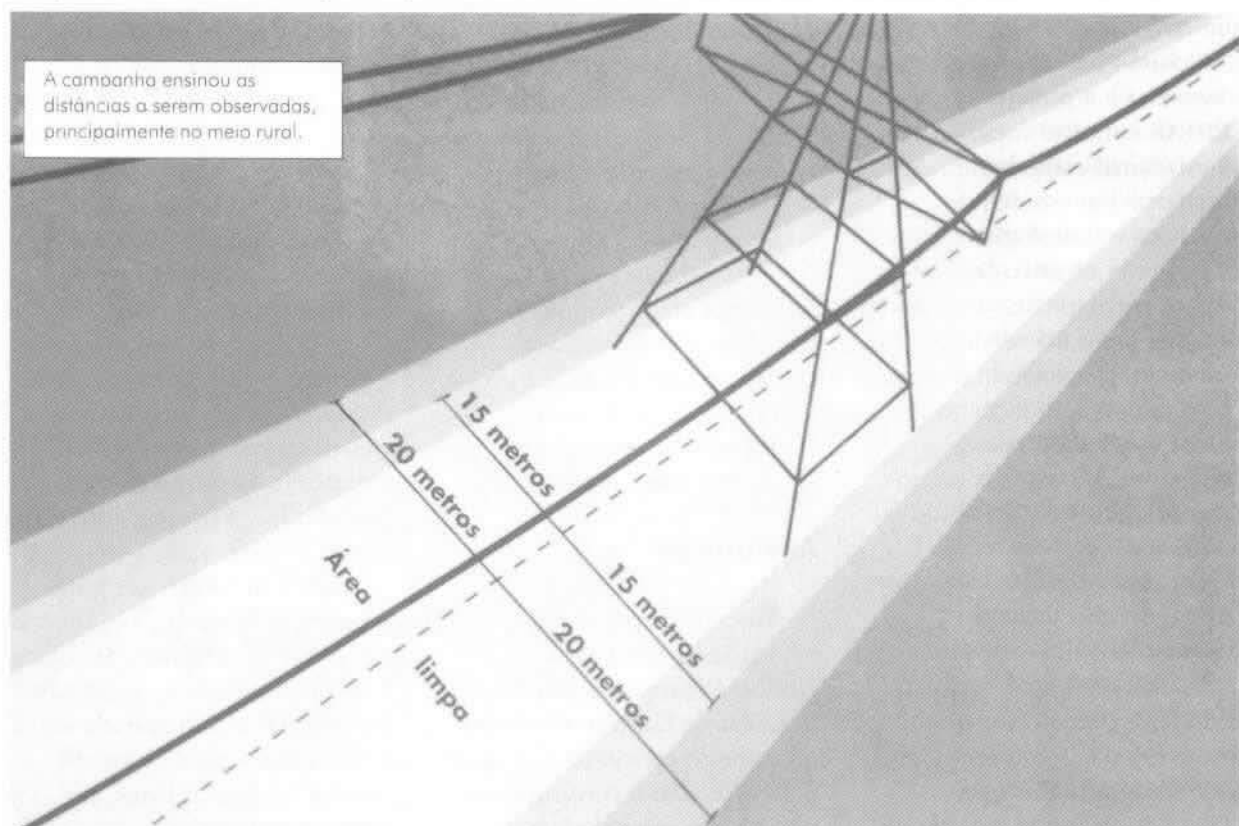 A campanha ensinou as
distâncias a serem observadas,
principalmente no meio rural.
15 metros
20 metros
Área
15 metros
limpa
20 metros